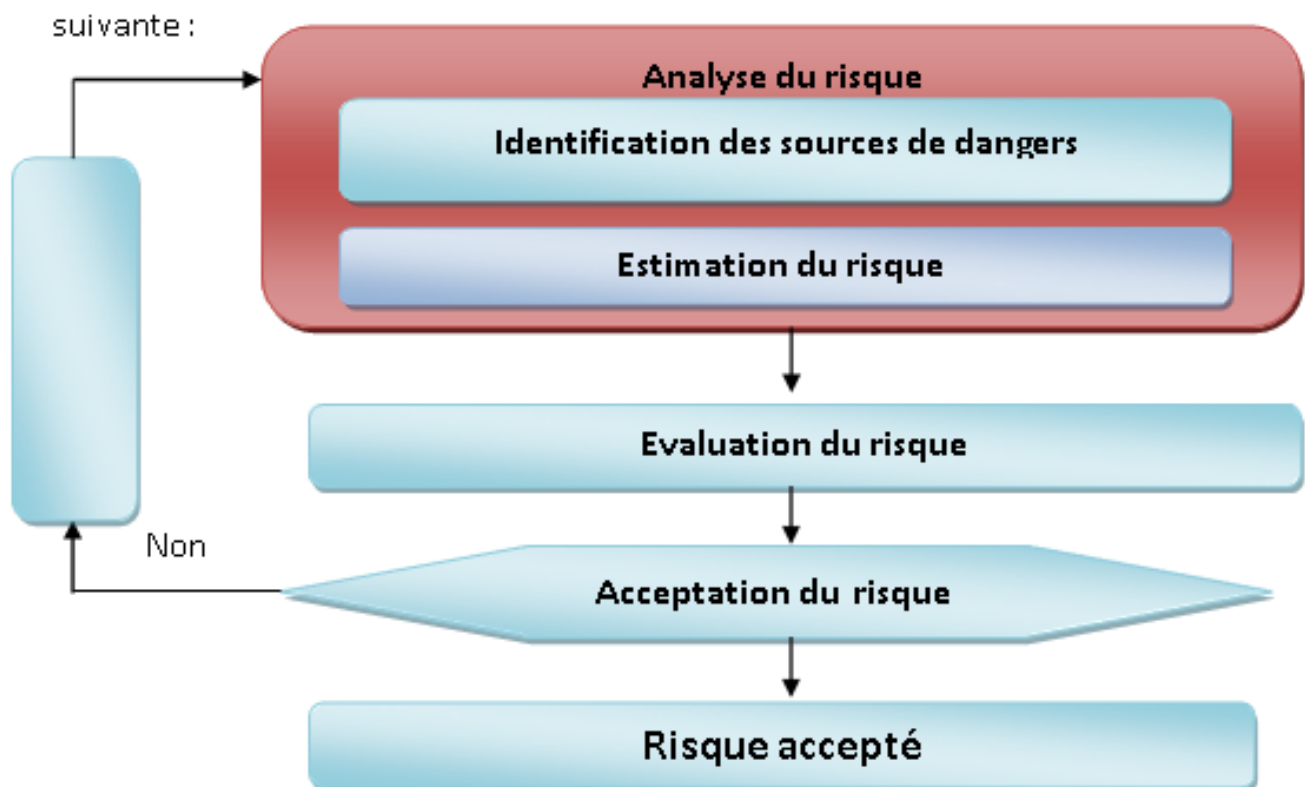 suivante :
Analyse du risque
Identification des sources de dangers
Estimation du risque
Evaluation du risque
Non
Acceptation du risque
Risque accepté